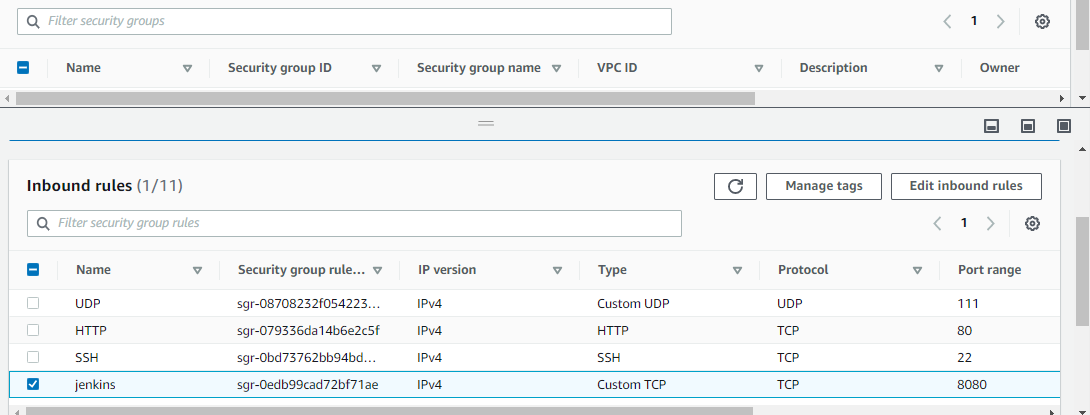 Filter security groups
1
Name Security group ID Security group name VPC ID Description Owner
Inbound rules (1/11) Manage tags Edit inbound rules
Filter security group rules
1
Name Security group rule... IP version Type Protocol Port range
UDP sgr-08708232f054223... IPv4 Custom UDP UDP 111
HTTP sgr-079336da14b6e2c5f IPv4 HTTP TCP 80
SSH sgr-0bd73762bb94bd... IPv4 SSH TCP 22
jenkins sgr-0edb99cad72bf71ae IPv4 Custom TCP TCP 8080